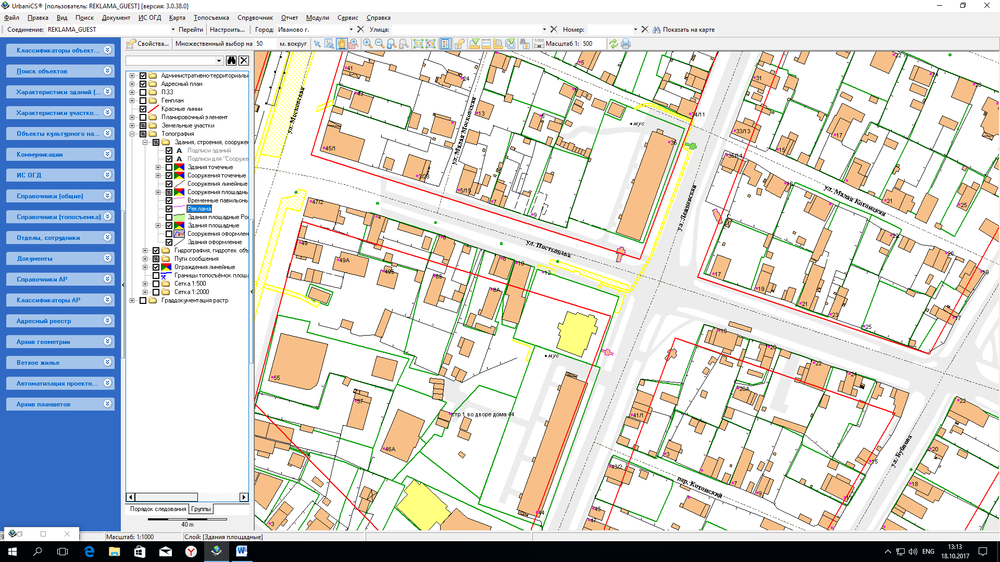 UrbaniCS® [пользователь: REKLAMA_GUEST] [версия: 3.0.38.0]
Файл Правка Вид Поиск Документ ИС ОГД Карта Топосъемка Справочник Отчет Модули Сервис Справка
Соединение: REKLAMA_GUEST Перейти Настроить... Город: Иваново г. Улица: Номер: Показать на карте
Свойства... Множественный выбор на 50 м. вокруг 1:100 Масштаб 1: 500
Классификаторы объект...
Поиск объектов
Характеристики зданий (...
Характеристики участко...
Объекты культурного на...
Коммуникации
ИС ОГД
Справочники (общие)
Справочники (топосъемка)
Отделы, сотрудники
Документы
Справочники АР
Классификаторы АР
Адресный реестр
Архив геометрии
Ветхое жилье
Автоматизация проектн...
Архив планшетов
Административно-территориальн
Адресный план
ПЗЗ
Генплан
Красные линии
Планировочный элемент
Земельные участки
Топография
Здания, строения, сооружен
Подписи зданий
Подписи для "Сооруже
Здания точечные
Сооружения точечные
Сооружения линейные
Сооружения площадны
Временные павильоны
Реклама
Здания площадные Рос
Здания площадные
Сооружения оформлен
Здания оформление
Гидрография, гидротех. объ
Пути сообщения
Ограждения линейные
Границы топосъёмок площа
Сетка 1:500
Сетка 1:2000
Граддокументация растр
Порядок следования Группы
40 m
ул. Московская
ул. Малая Московская
ул. Лежневская
ул. Малая Кохомская
ул. Постышева
ул. Бубнова
пер. Кохомский
мус
мус
стр.1 во дворе дома 44
41
24
5
22
24
26
31
43
13
6
34/11
33/13
17
45/1
36
15
35/14
3/28
5/15
7
9
16
21
25
47/2
4
6
22
26
49
49А
49Б
8
10
12
6Б
8А
17
19
21
23
25
19
17
18
20
22
24
20А
22
55
57
46А
41/1
3
43/2
7
9
15
13
20
18
44
45
47
3
Масштаб: 1:1000 Слой: [Здания площадные]
ENG 13:13
18.10.2017